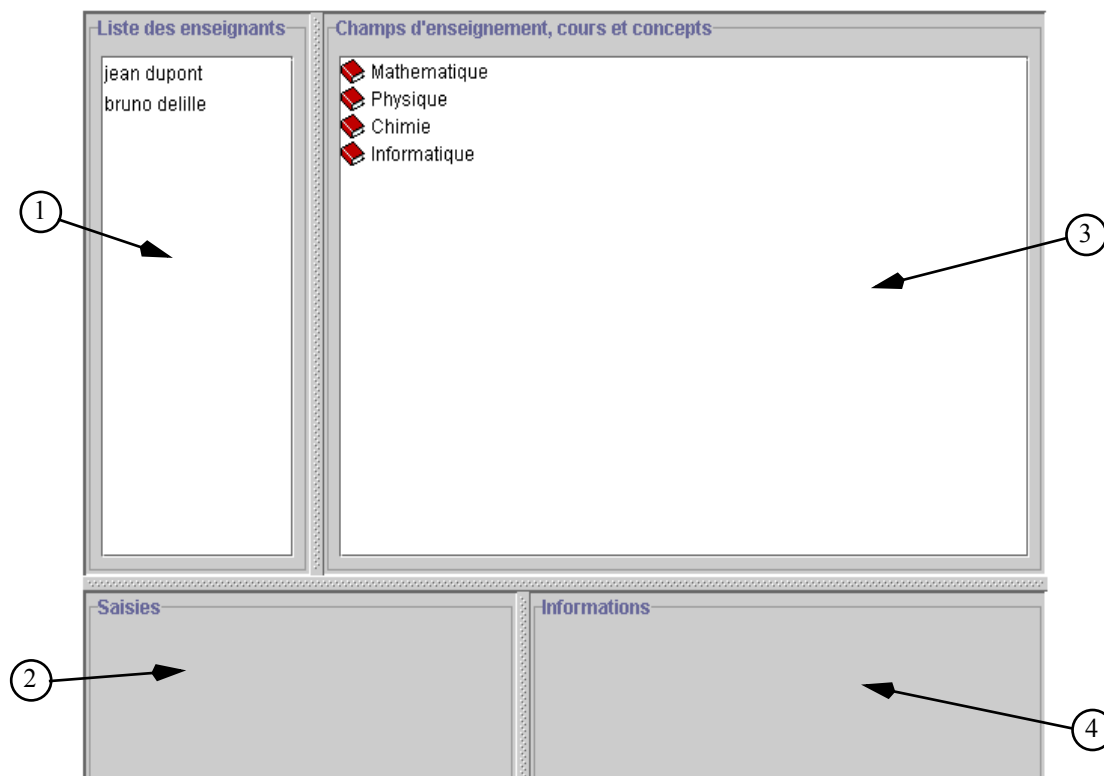 Liste des enseignants
jean dupont
bruno delille
Champs d'enseignement, cours et concepts
Mathematique
Physique
Chimie
Informatique
1
3
Saisies
Informations
2
4